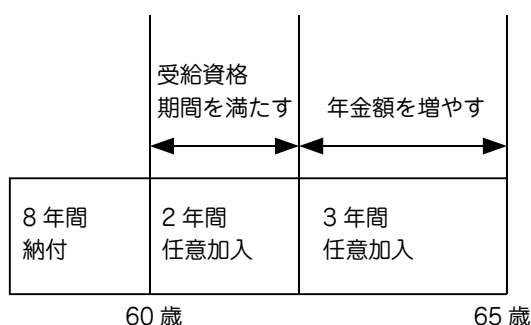 受給資格
期間を満たす
年金額を増やす
8 年間
納付
2 年間
任意加入
3 年間
任意加入
60 歳
65 歳